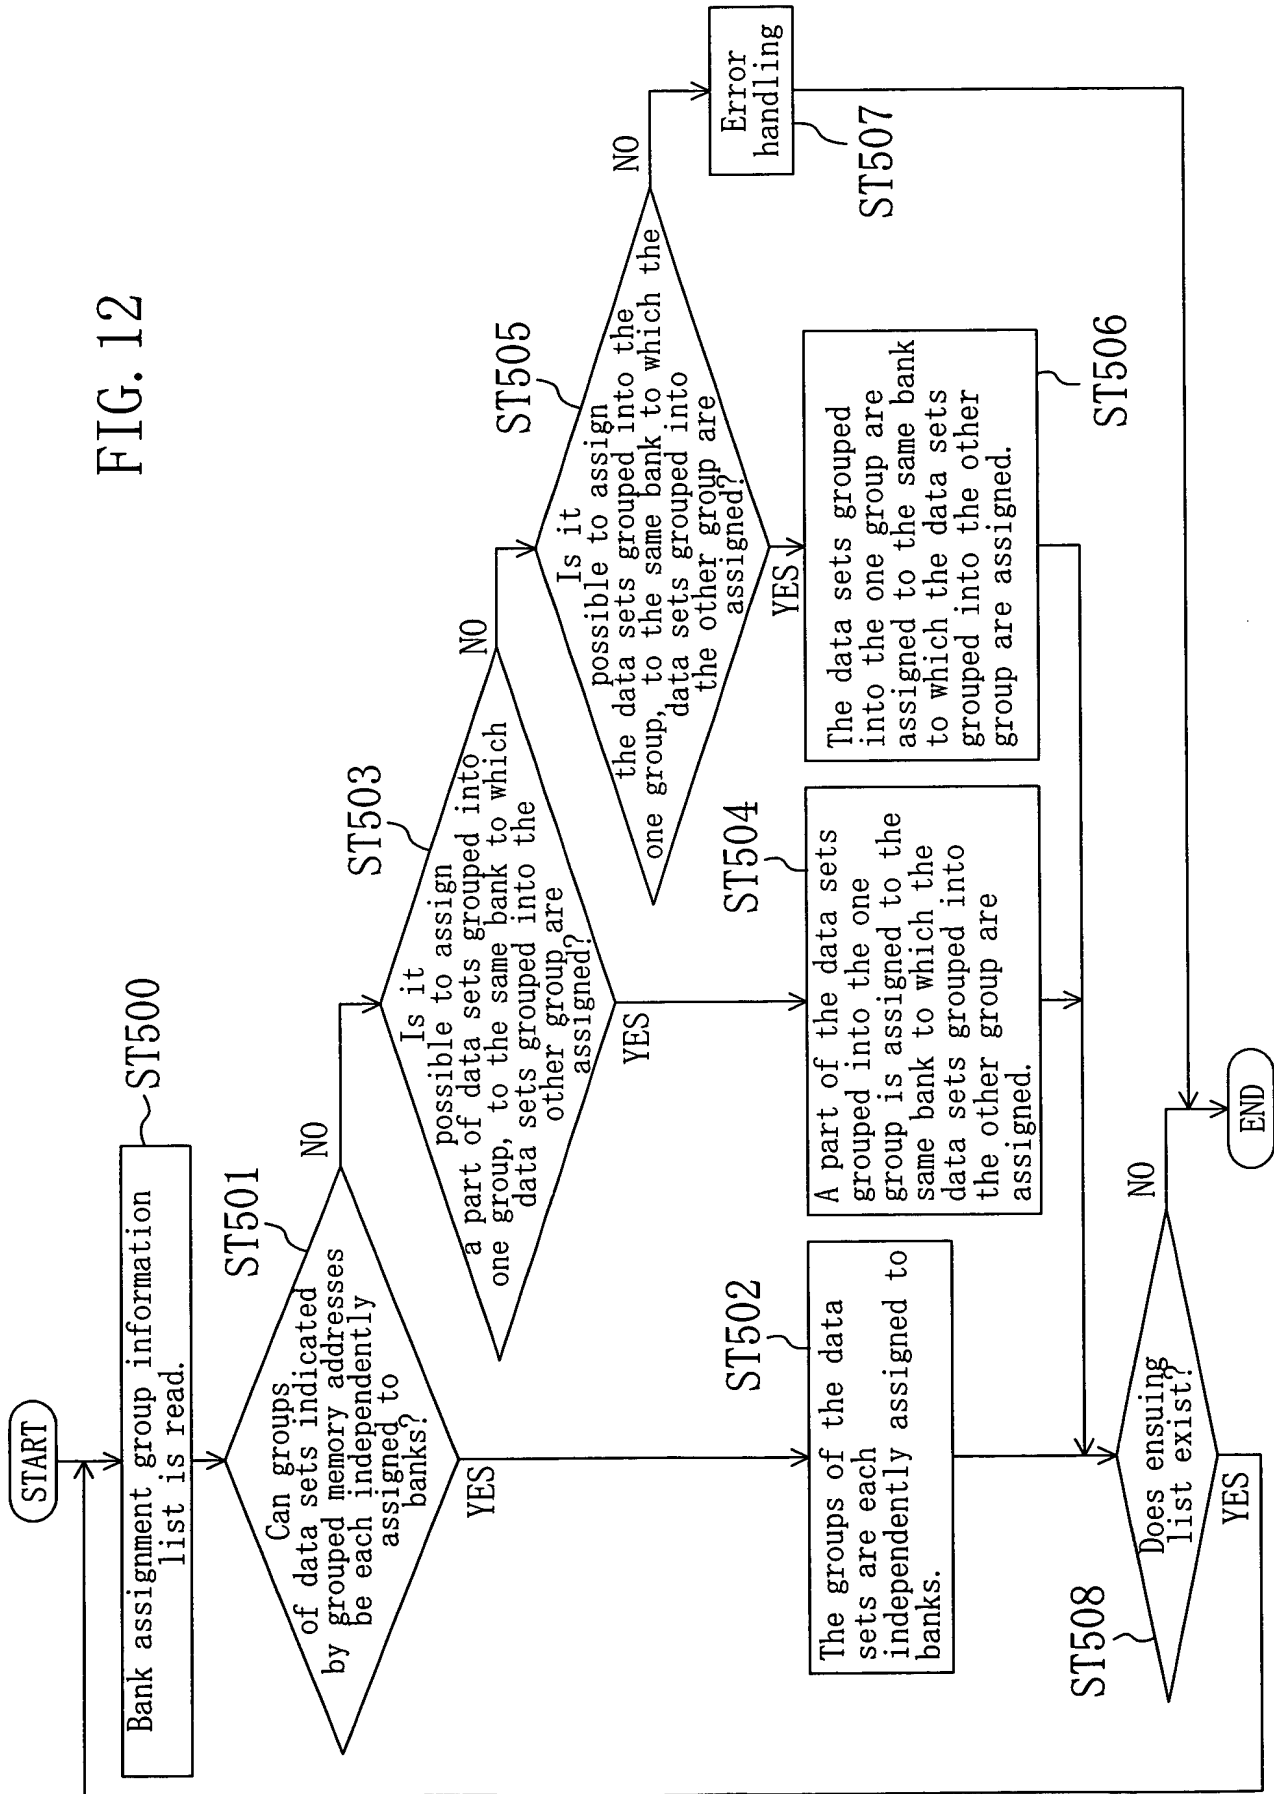 FIG. 12
START
Bank assignment group information
list is read.
ST500
Can groups
of data sets indicated
by grouped memory addresses
be each independently
assigned to
banks?
ST501
NO
YES
The groups of the data
sets are each
independently assigned to
banks.
ST502
Is it
possible to assign
a part of data sets grouped into
one group, to the same bank to which
data sets grouped into the
other group are
assigned?
ST503
NO
YES
A part of the data sets
grouped into the one
group is assigned to the
same bank to which the
data sets grouped into
the other group are
assigned.
ST504
Is it
possible to assign
the data sets grouped into the
one group, to the same bank to which the
data sets grouped into
the other group are
assigned?
ST505
NO
YES
The data sets grouped
into the one group are
assigned to the same bank
to which the data sets
grouped into the other
group are assigned.
ST506
Error
handling
ST507
Does ensuing
list exist?
ST508
NO
YES
END